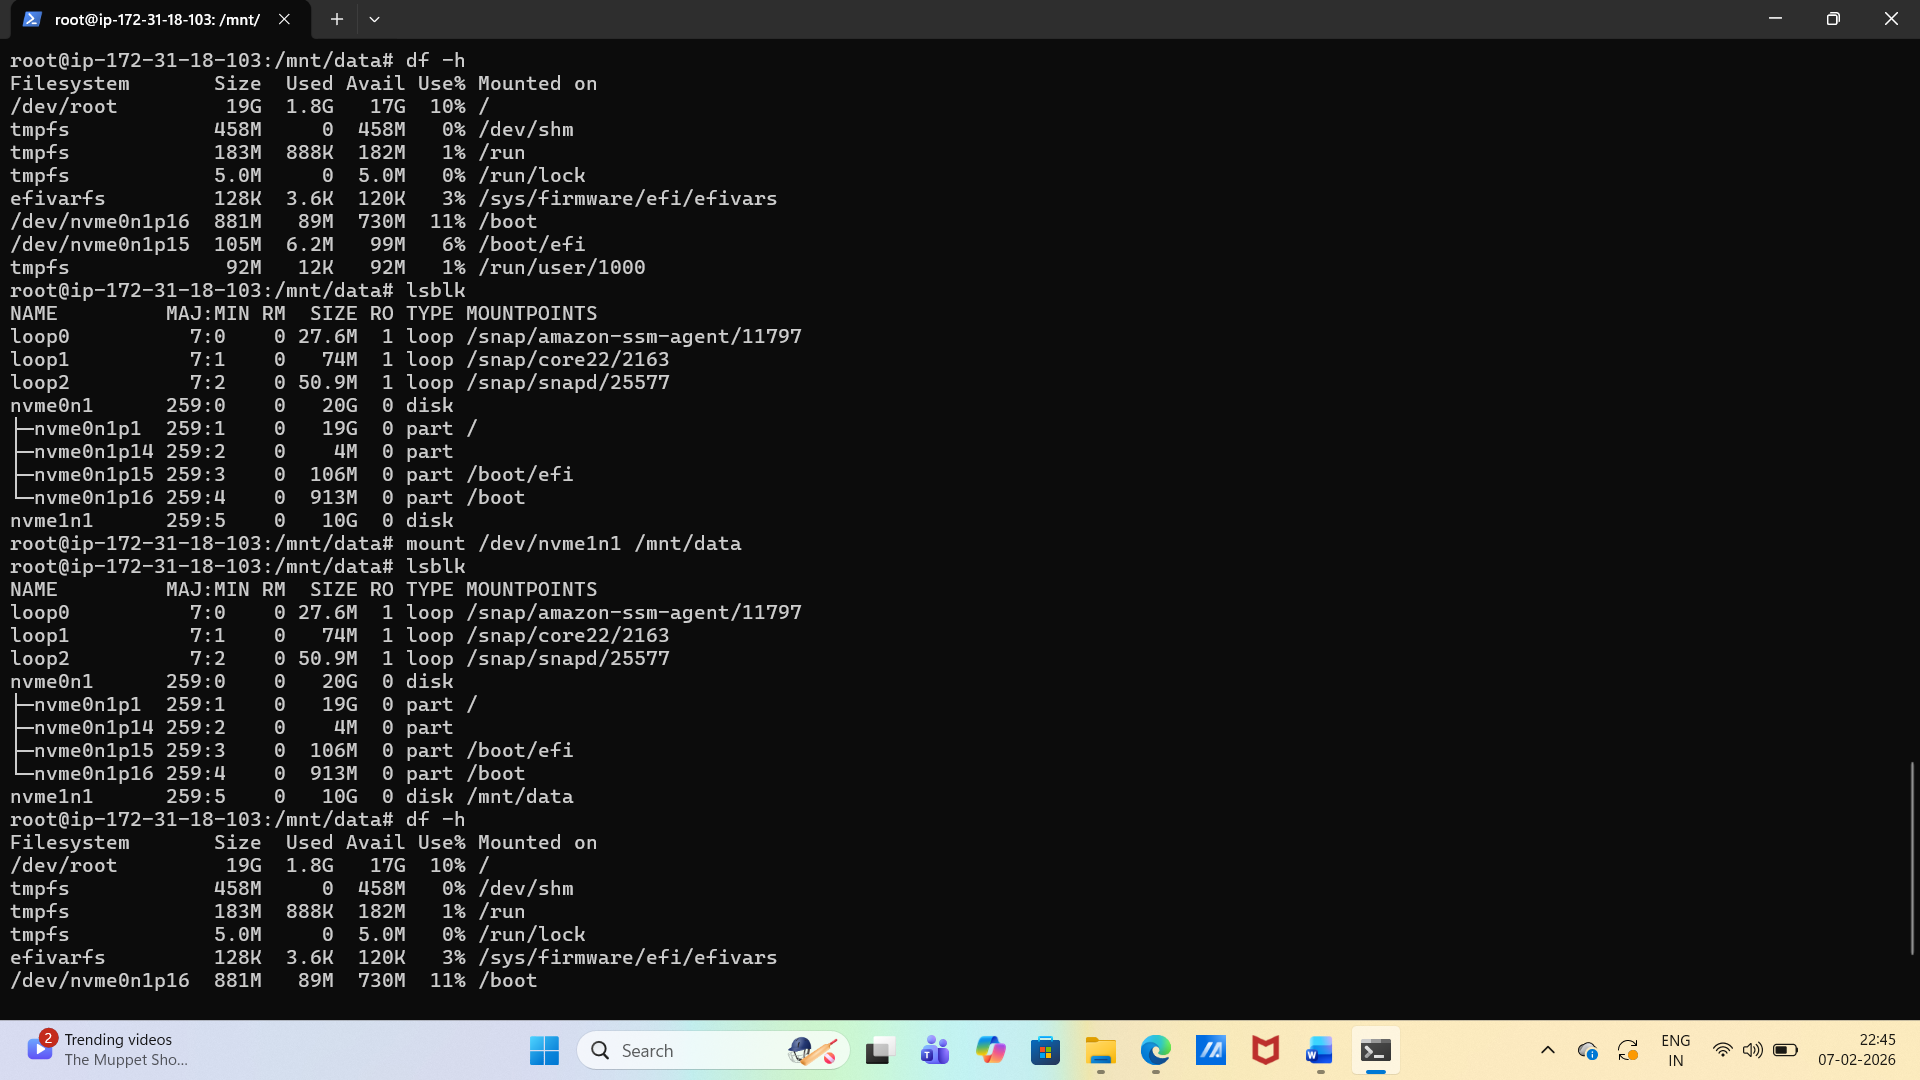 root@ip-172-31-18-103: /mnt/
root@ip-172-31-18-103:/mnt/data# df -h
Filesystem       Size  Used Avail Use% Mounted on
/dev/root         19G  1.8G   17G  10% /
tmpfs            458M     0  458M   0% /dev/shm
tmpfs            183M  888K  182M   1% /run
tmpfs            5.0M     0  5.0M   0% /run/lock
efivarfs         128K  3.6K  120K   3% /sys/firmware/efi/efivars
/dev/nvme0n1p16  881M   89M  730M  11% /boot
/dev/nvme0n1p15  105M  6.2M   99M   6% /boot/efi
tmpfs             92M   12K   92M   1% /run/user/1000
root@ip-172-31-18-103:/mnt/data# lsblk
NAME         MAJ:MIN RM  SIZE RO TYPE MOUNTPOINTS
loop0          7:0    0 27.6M  1 loop /snap/amazon-ssm-agent/11797
loop1          7:1    0   74M  1 loop /snap/core22/2163
loop2          7:2    0 50.9M  1 loop /snap/snapd/25577
nvme0n1      259:0    0   20G  0 disk
├─nvme0n1p1  259:1    0   19G  0 part /
├─nvme0n1p14 259:2    0    4M  0 part
├─nvme0n1p15 259:3    0  106M  0 part /boot/efi
└─nvme0n1p16 259:4    0  913M  0 part /boot
nvme1n1      259:5    0   10G  0 disk
root@ip-172-31-18-103:/mnt/data# mount /dev/nvme1n1 /mnt/data
root@ip-172-31-18-103:/mnt/data# lsblk
NAME         MAJ:MIN RM  SIZE RO TYPE MOUNTPOINTS
loop0          7:0    0 27.6M  1 loop /snap/amazon-ssm-agent/11797
loop1          7:1    0   74M  1 loop /snap/core22/2163
loop2          7:2    0 50.9M  1 loop /snap/snapd/25577
nvme0n1      259:0    0   20G  0 disk
├─nvme0n1p1  259:1    0   19G  0 part /
├─nvme0n1p14 259:2    0    4M  0 part
├─nvme0n1p15 259:3    0  106M  0 part /boot/efi
└─nvme0n1p16 259:4    0  913M  0 part /boot
nvme1n1      259:5    0   10G  0 disk /mnt/data
root@ip-172-31-18-103:/mnt/data# df -h
Filesystem       Size  Used Avail Use% Mounted on
/dev/root         19G  1.8G   17G  10% /
tmpfs            458M     0  458M   0% /dev/shm
tmpfs            183M  888K  182M   1% /run
tmpfs            5.0M     0  5.0M   0% /run/lock
efivarfs         128K  3.6K  120K   3% /sys/firmware/efi/efivars
/dev/nvme0n1p16  881M   89M  730M  11% /boot
2
Trending videos
The Muppet Sho...
Search
ENG
IN
22:45
07-02-2026